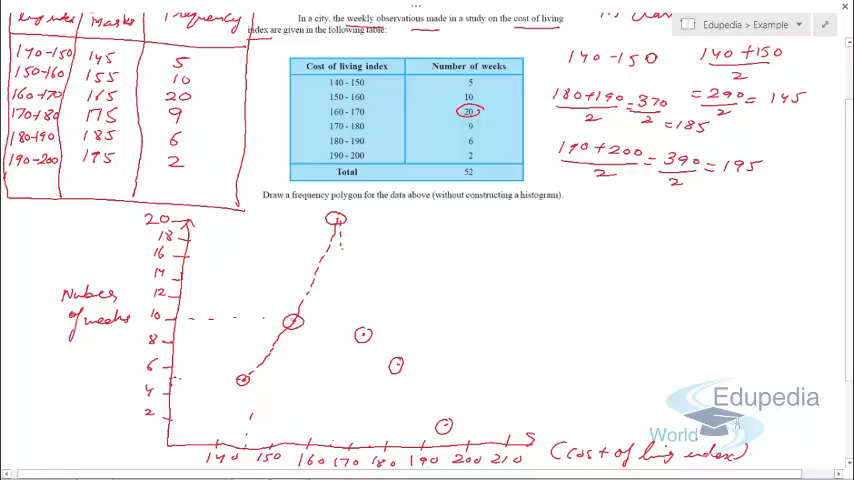 Ling index Marks Frequency
140-150 145 5
150-160 155 10
160-170 165 20
170+180 175 9
180-190 185 6
190-200 195 2
In a city, the weekly observations made in a study on the cost of living
index are given in the following table:
Cost of living index Number of weeks
140 - 150 5
150 - 160 10
160 - 170 20
170 - 180 9
180 - 190 6
190 - 200 2
Total 52
Draw a frequency polygon for the data above (without constructing a histogram).
Edupedia > Example
140-150 140+150
2
180+190 = 370
2 2
= 290 = 145
2
= 185
190+200 = 390 = 195
2 2
20
18
16
14
12
10
8
6
4
2
Nubers
of weeks
140 150 160 170 180 190 200 210
(Cost of ling index)
Edupedia
World